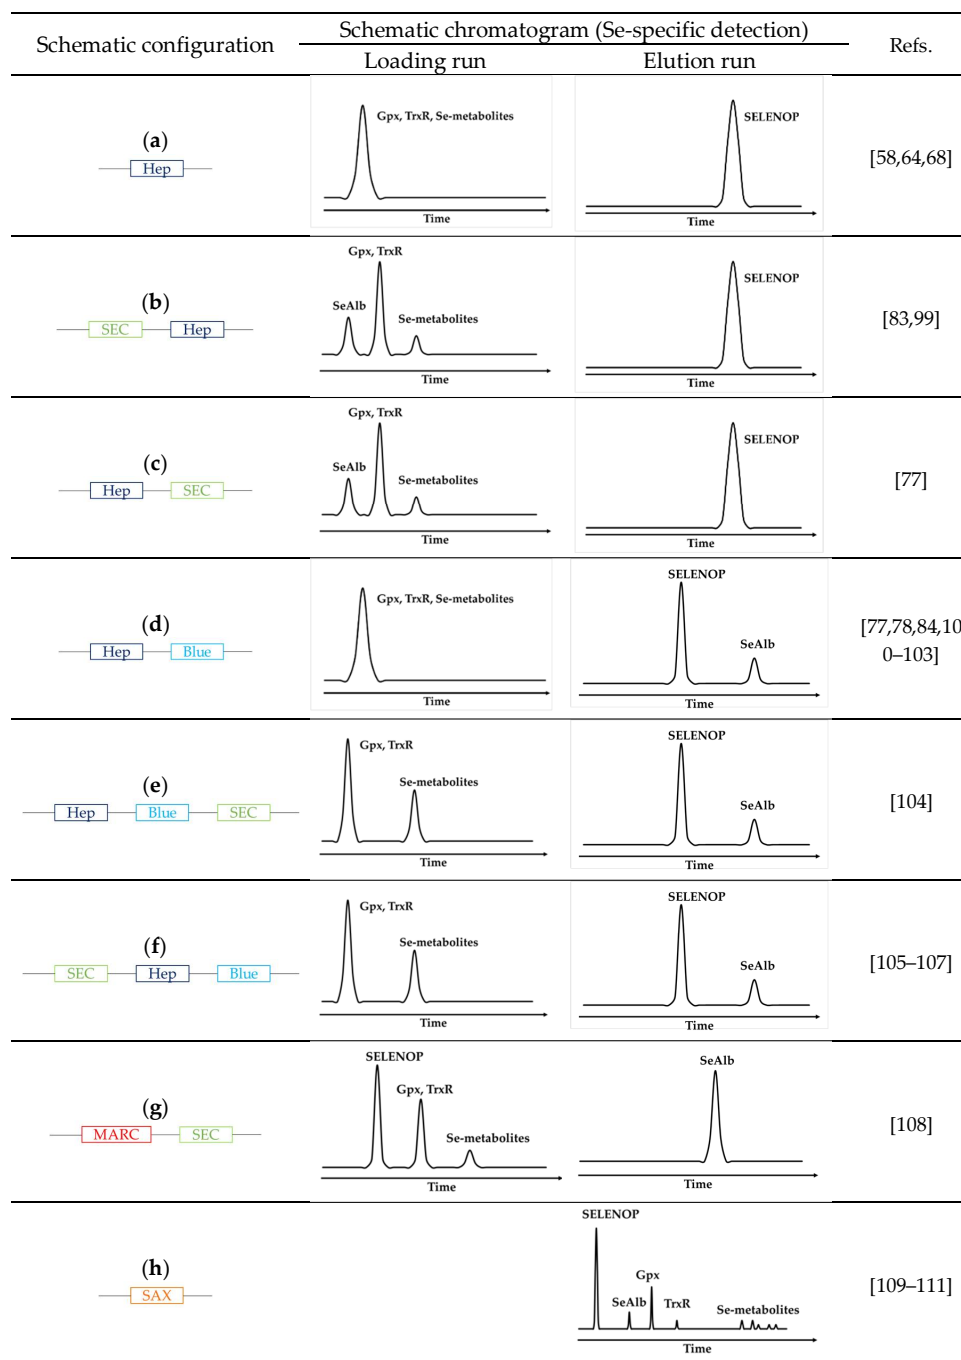 Schematic configuration
Schematic chromatogram (Se-specific detection)
Refs.
Loading run
Elution run
(a)
Hep
Gpx, TrxR, Se-metabolites
Time
SELENOP
Time
[58,64,68]
(b)
SEC
Hep
Gpx, TrxR
SeAlb
Se-metabolites
Time
SELENOP
Time
[83,99]
(c)
Hep
SEC
Gpx, TrxR
SeAlb
Se-metabolites
Time
SELENOP
Time
[77]
(d)
Hep
Blue
Gpx, TrxR, Se-metabolites
Time
SELENOP
SeAlb
Time
[77,78,84,10
0–103]
(e)
Hep
Blue
SEC
Gpx, TrxR
Se-metabolites
Time
SELENOP
SeAlb
Time
[104]
(f)
SEC
Hep
Blue
Gpx, TrxR
Se-metabolites
Time
SELENOP
SeAlb
Time
[105–107]
(g)
MARC
SEC
SELENOP
Gpx, TrxR
Se-metabolites
Time
SeAlb
Time
[108]
(h)
SAX
SELENOP
Gpx
SeAlb
TrxR
Se-metabolites
Time
[109–111]